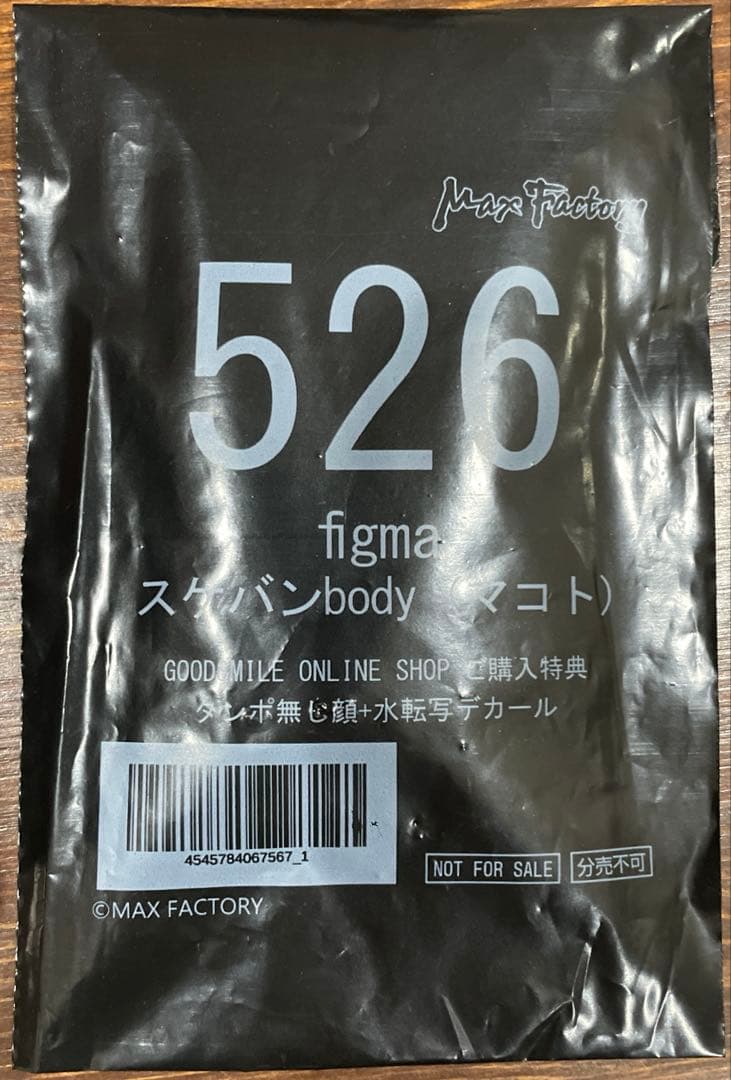 Max Factory
526
figma
スケバンbody（マコト）
GOOD SMILE ONLINE SHOP ご購入特典
タンポ無し顔+水転写デカール
4545784067567_1
NOT FOR SALE
分売不可
©MAX FACTORY